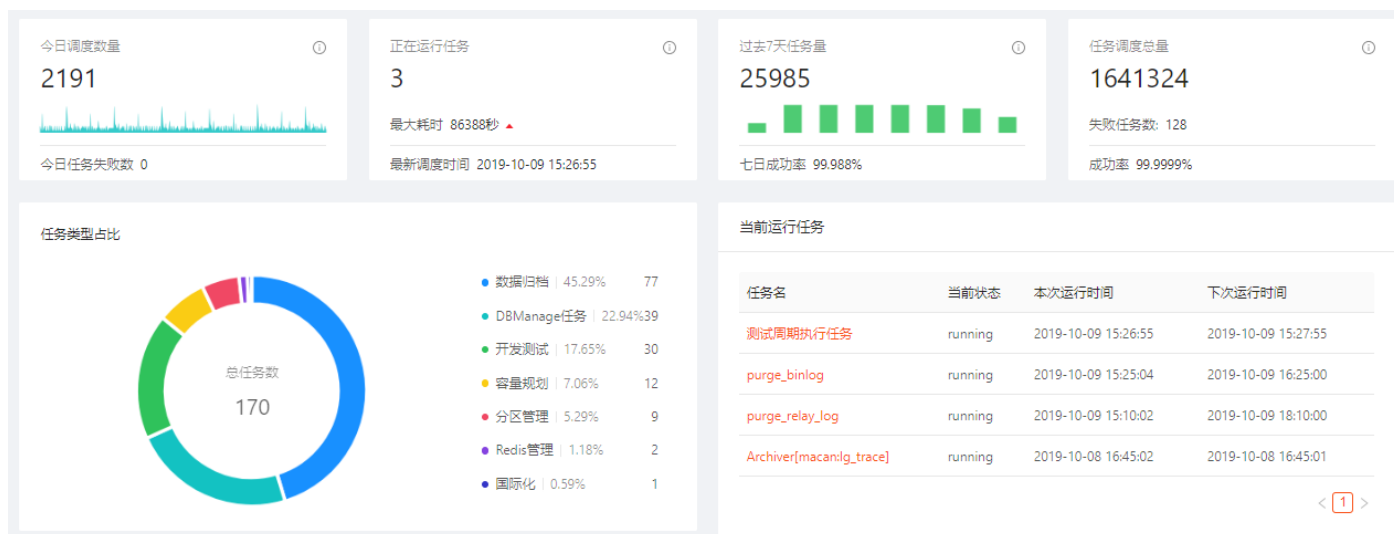 今日调度数量
2191
今日任务失败数 0
正在运行任务
3
最大耗时 86388秒
最新调度时间 2019-10-09 15:26:55
过去7天任务量
25985
七日成功率 99.988%
任务调度总量
1641324
失败任务数: 128
成功率 99.9999%
任务类型占比
总任务数
170
数据归档 45.29% 77
DBManage任务 22.94%39
开发测试 17.65% 30
容量规划 7.06% 12
分区管理 5.29% 9
Redis管理 1.18% 2
国际化 0.59% 1
当前运行任务
任务名 当前状态 本次运行时间 下次运行时间
测试周期执行任务 running 2019-10-09 15:26:55 2019-10-09 15:27:55
purge_binlog running 2019-10-09 15:25:04 2019-10-09 16:25:00
purge_relay_log running 2019-10-09 15:10:02 2019-10-09 18:10:00
Archiver[macan:lg_trace] running 2019-10-08 16:45:02 2019-10-08 16:45:01
< 1 >